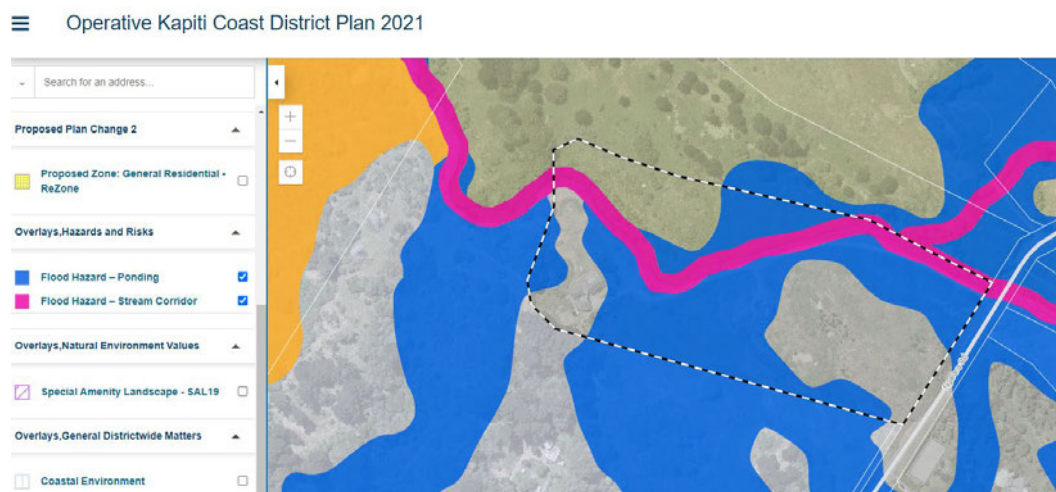 Operative Kapiti Coast District Plan 2021
Search for an address...
Proposed Plan Change 2
Proposed Zone: General Residential -
ReZone
Overlays,Hazards and Risks
Flood Hazard – Ponding
Flood Hazard – Stream Corridor
Overlays,Natural Environment Values
Special Amenity Landscape - SAL19
Overlays,General Districtwide Matters
Coastal Environment